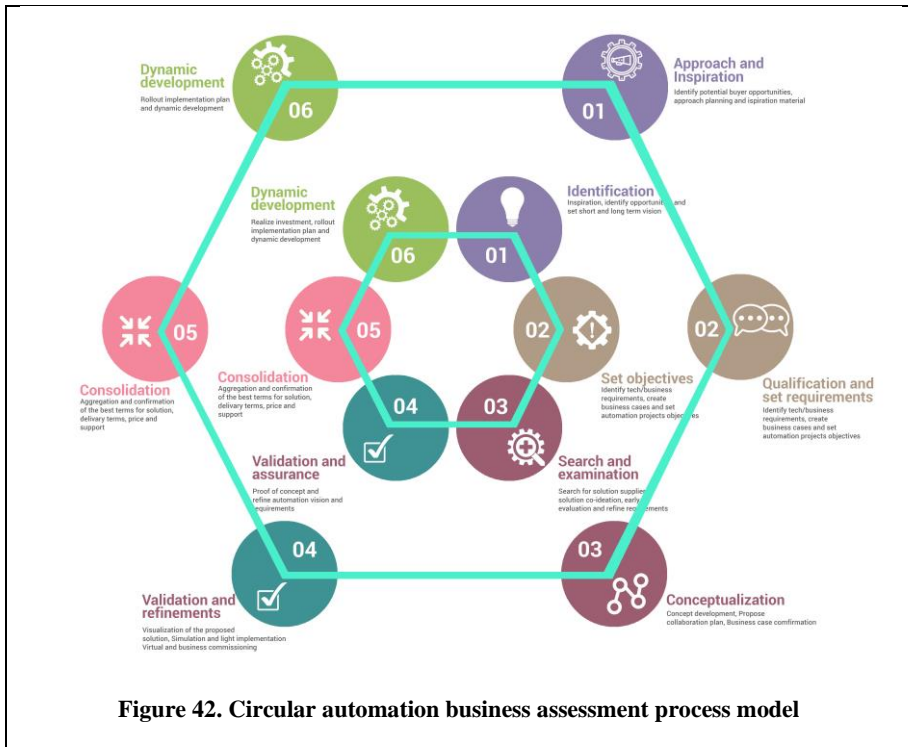 Dynamic
development
Rollout implementation plan
and dynamic development
06
Approach and
Inspiration
Identify potential buyer opportunities,
approach planning and ispiration material
01
Dynamic
development
Realize investment, rollout
implementation plan and
dynamic development
06
Identification
Inspiration, identify opportunities and
set short and long term vision
01
05
Consolidation
Aggregation and confirmation
of the best terms for solution,
delivary terms, price and
support
05
Consolidation
Aggregation and confirmation
of the best terms for solution,
delivary terms, price and
support
02
Set objectives
Identify tech/business
requirements, create
business cases and set
automation projects objectives
02
Qualification and
set requirements
Identify tech/business
requirements, create
business cases and set
automation projects objectives
04
Validation and
assurance
Proof of concept and
refine automation vision and
requirements
03
Search and
examination
Search for solution supplier,
solution co-ideation, early
evaluation and refine requirements
04
Validation and
refinements
Visualization of the proposed
solution, Simulation and light implementation
Virtual and business commissioning
03
Conceptualization
Concept development, Propose
collaboration plan, Business case comfirmation
Figure 42. Circular automation business assessment process model